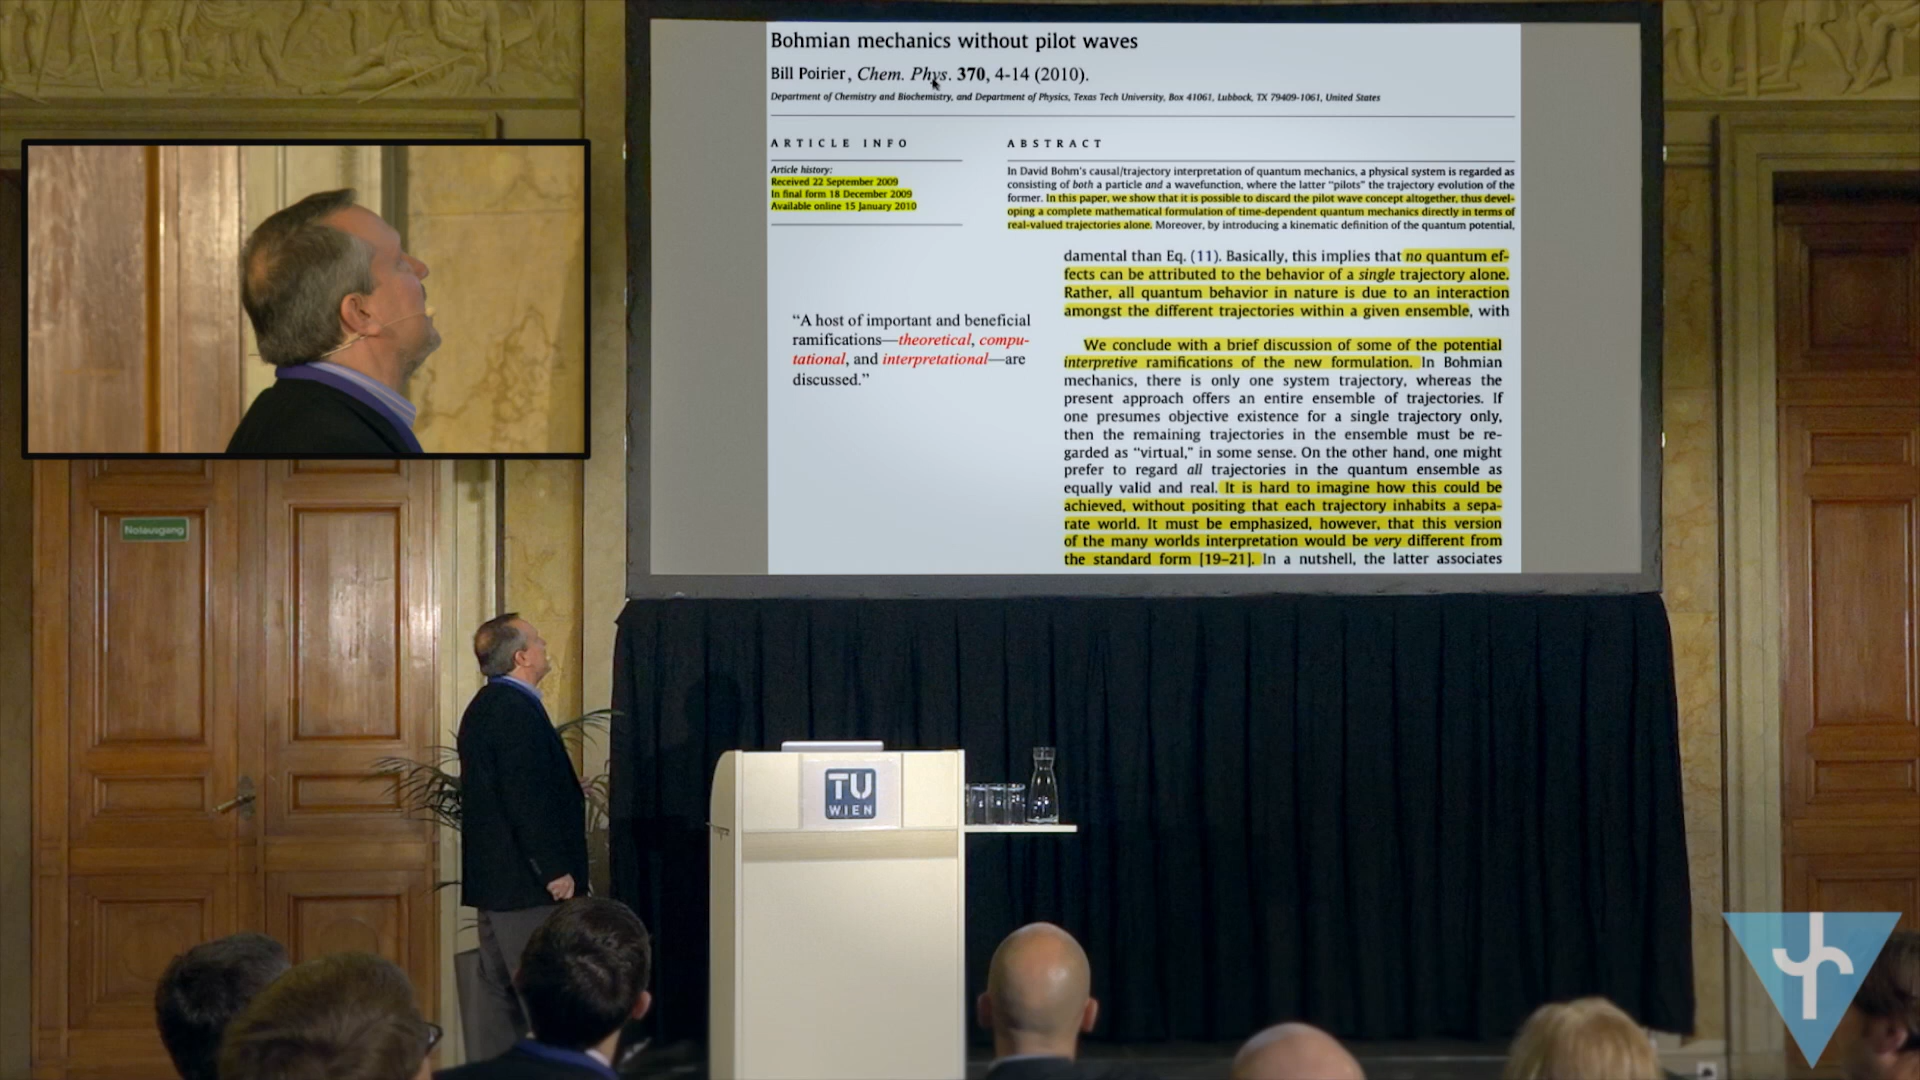 Bohmian mechanics without pilot waves
Bill Poirier, Chem. Phys. 370, 4-14 (2010).
Department of Chemistry and Biochemistry, and Department of Physics, Texas Tech University, Box 41061, Lubbock, TX 79409-1061, United States
ARTICLE INFO
Article history:
Received 22 September 2009
In final form 18 December 2009
Available online 15 January 2010
ABSTRACT
In David Bohm's causal/trajectory interpretation of quantum mechanics, a physical system is regarded as
consisting of both a particle and a wavefunction, where the latter "pilots" the trajectory evolution of the
former. In this paper, we show that it is possible to discard the pilot wave concept altogether, thus devel-
oping a complete mathematical formulation of time-dependent quantum mechanics directly in terms of
real-valued trajectories alone. Moreover, by introducing a kinematic definition of the quantum potential,
“A host of important and beneficial
ramifications—theoretical, compu-
tational, and interpretational—are
discussed.”
damental than Eq. (11). Basically, this implies that no quantum ef-
fects can be attributed to the behavior of a single trajectory alone.
Rather, all quantum behavior in nature is due to an interaction
amongst the different trajectories within a given ensemble, with
We conclude with a brief discussion of some of the potential
interpretive ramifications of the new formulation. In Bohmian
mechanics, there is only one system trajectory, whereas the
present approach offers an entire ensemble of trajectories. If
one presumes objective existence for a single trajectory only,
then the remaining trajectories in the ensemble must be re-
garded as "virtual," in some sense. On the other hand, one might
prefer to regard all trajectories in the quantum ensemble as
equally valid and real. It is hard to imagine how this could be
achieved, without positing that each trajectory inhabits a sepa-
rate world. It must be emphasized, however, that this version
of the many worlds interpretation would be very different from
the standard form [19–21]. In a nutshell, the latter associates
Notausgang
TU
WIEN